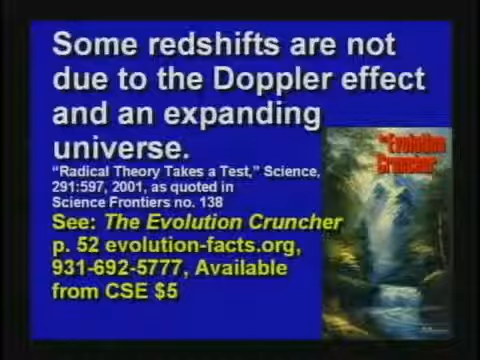 Some redshifts are not
due to the Doppler effect
and an expanding
universe.
"Radical Theory Takes a Test," Science,
291:597, 2001, as quoted in
Science Frontiers no. 138
See: The Evolution Cruncher
p. 52 evolution-facts.org,
931-692-5777, Available
from CSE $5
The Evolution
Cruncher